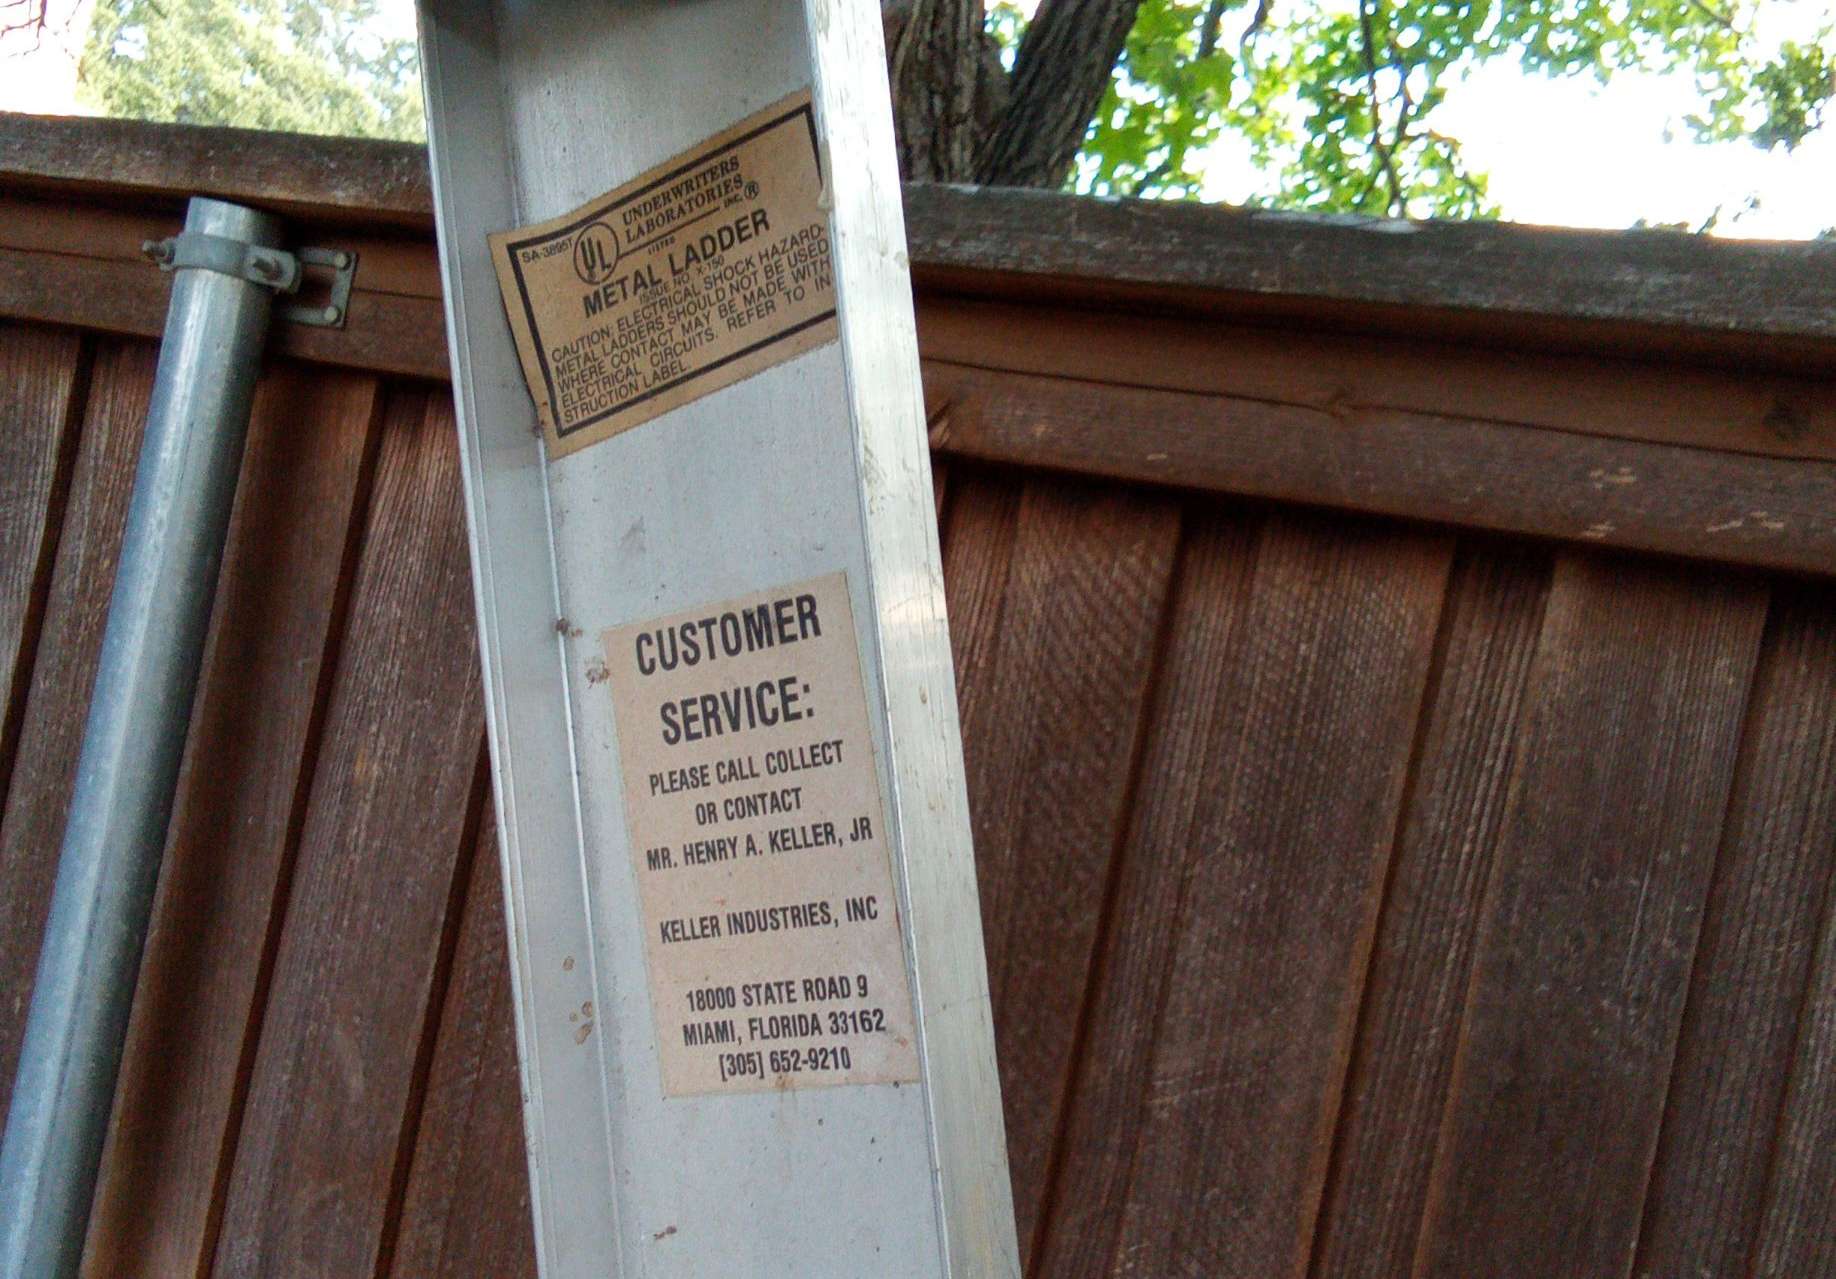 SA-38957
UL
UNDERWRITERS
LABORATORIES, INC.®
LISTED
METAL LADDER
ISSUE NO. X-150
CAUTION: ELECTRICAL SHOCK HAZARD-
METAL LADDERS SHOULD NOT BE USED
WHERE CONTACT MAY BE MADE WITH
ELECTRICAL CIRCUITS. REFER TO IN
STRUCTION LABEL.
CUSTOMER
SERVICE:
PLEASE CALL COLLECT
OR CONTACT
MR. HENRY A. KELLER, JR
KELLER INDUSTRIES, INC
18000 STATE ROAD 9
MIAMI, FLORIDA 33162
[305] 652-9210